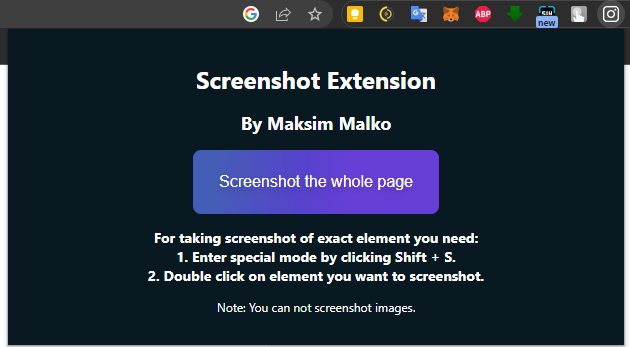 G
ABP
new
Screenshot Extension
By Maksim Malko
Screenshot the whole page
For taking screenshot of exact element you need:
1. Enter special mode by clicking Shift + S.
2. Double click on element you want to screenshot.
Note: You can not screenshot images.